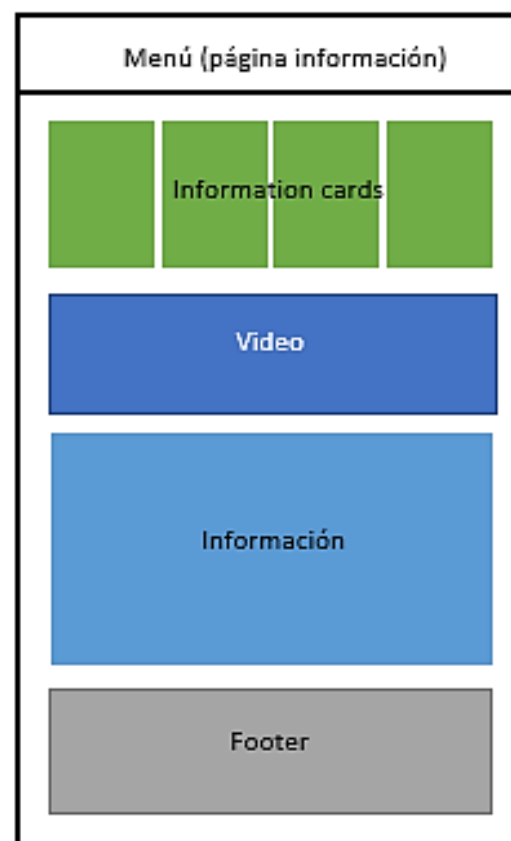 Menú (página información)
Information cards
Video
Información
Footer